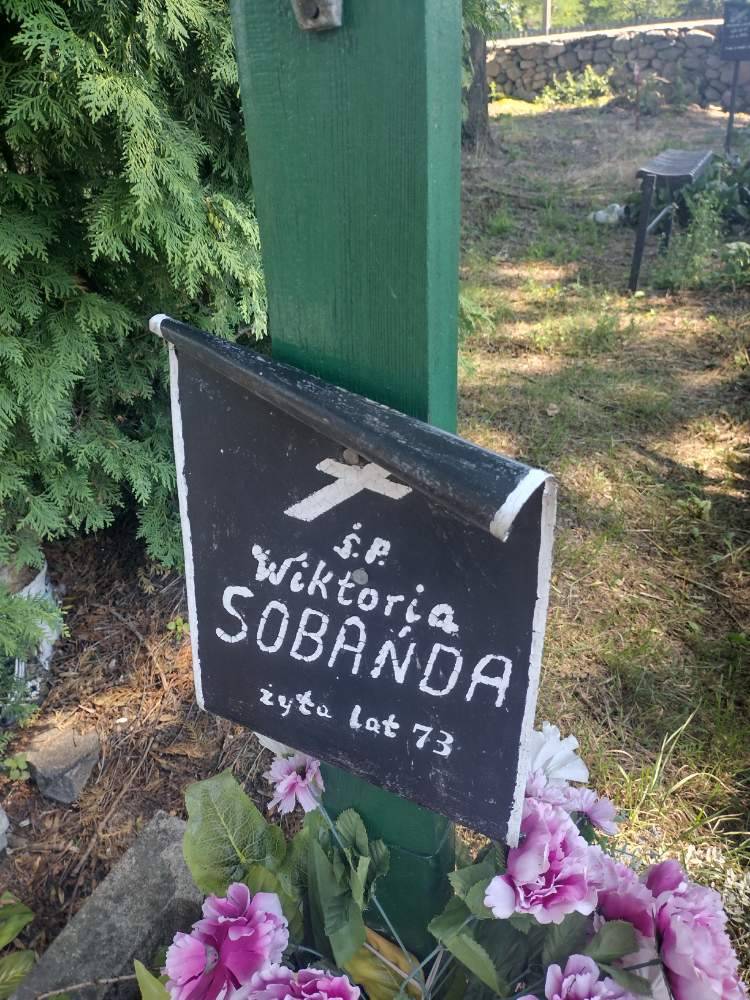 Ś.P.
Wiktoria
SOBAŃDA
żyła lat 73